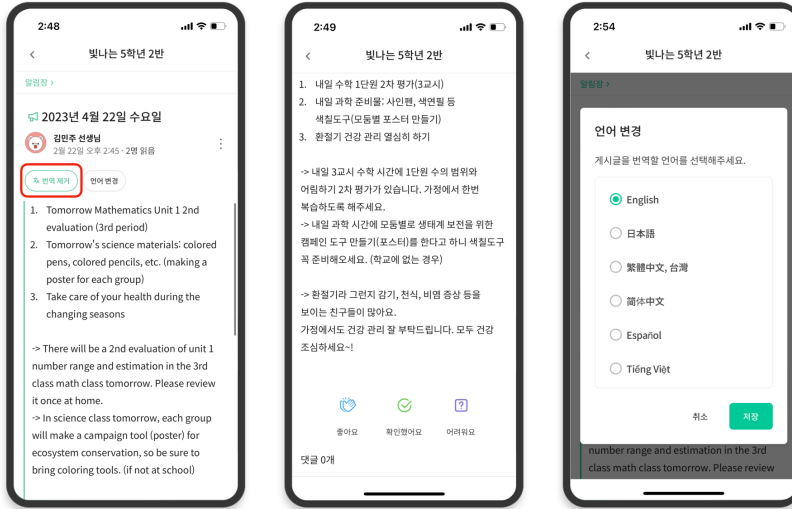 2:48
빛나는 5학년 2반
알림장 >
2023년 4월 22일 수요일
김민주 선생님
2월 22일 오후 2:45 · 2명 읽음
번역 제거
언어 변경
1. Tomorrow Mathematics Unit 1 2nd
evaluation (3rd period)
2. Tomorrow's science materials: colored
pens, colored pencils, etc. (making a
poster for each group)
3. Take care of your health during the
changing seasons
-> There will be a 2nd evaluation of unit 1
number range and estimation in the 3rd
class math class tomorrow. Please review
it once at home.
-> In science class tomorrow, each group
will make a campaign tool (poster) for
ecosystem conservation, so be sure to
bring coloring tools. (if not at school)
2:49
빛나는 5학년 2반
1. 내일 수학 1단원 2차 평가(3교시)
2. 내일 과학 준비물: 사인펜, 색연필 등
색칠도구(모둠별 포스터 만들기)
3. 환절기 건강 관리 열심히 하기
-> 내일 3교시 수학 시간에 1단원 수의 범위와
어림하기 2차 평가가 있습니다. 가정에서 한번
복습하도록 해주세요.
-> 내일 과학 시간에 모둠별로 생태계 보전을 위한
캠페인 도구 만들기(포스터)를 한다고 하니 색칠도구
꼭 준비해오세요. (학교에 없는 경우)
-> 환절기라 그런지 감기, 천식, 비염 증상 등을
보이는 친구들이 많아요.
가정에서도 건강 관리 잘 부탁드립니다. 모두 건강
조심하세요~!
좋아요
확인했어요
어려워요
댓글 0개
2:54
빛나는 5학년 2반
알림장 >
언어 변경
게시글을 번역할 언어를 선택해주세요.
English
日本語
繁體中文, 台灣
简体中文
Español
Tiếng Việt
취소
저장
number range and estimation in the 3rd
class math class tomorrow. Please review